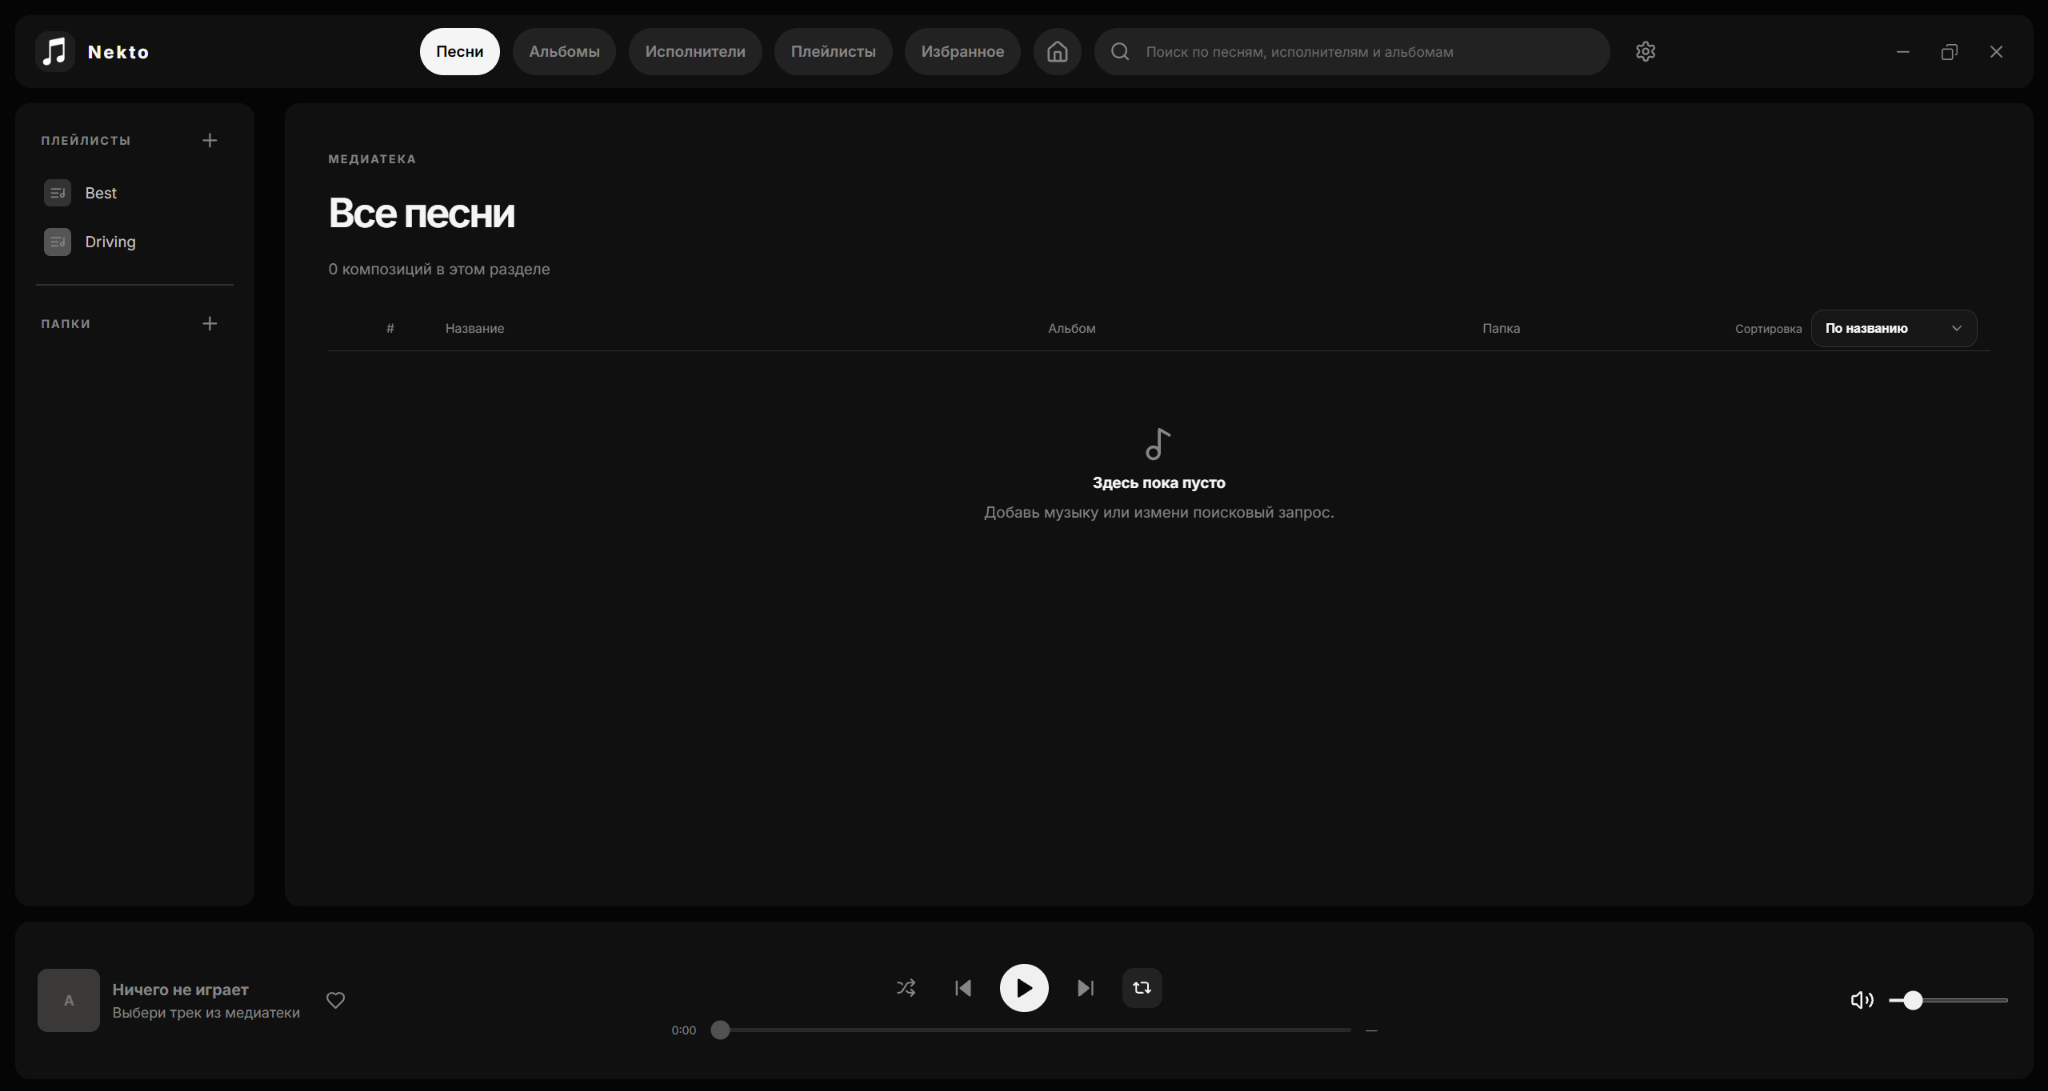 Nekto
Песни
Альбомы
Исполнители
Плейлисты
Избранное
Поиск по песням, исполнителям и альбомам
ПЛЕЙЛИСТЫ
Best
Driving
ПАПКИ
МЕДИАТЕКА
Все песни
0 композиций в этом разделе
# Название Альбом Папка Сортировка По названию
Здесь пока пусто
Добавь музыку или измени поисковый запрос.
A
Ничего не играет
Выбери трек из медиатеки
0:00
—